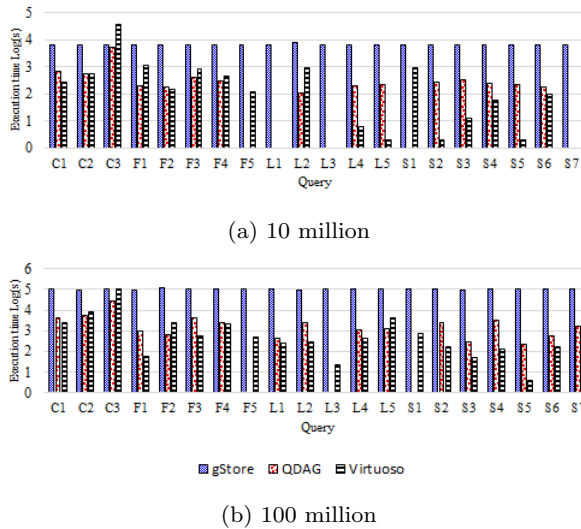 5
4
3
2
1
0
Execution time Log(s)
C1 C2 C3 F1 F2 F3 F4 F5 L1 L2 L3 L4 L5 S1 S2 S3 S4 S5 S6 S7
Query
(a) 10 million
6
5
4
3
2
1
0
Execution time Log(s)
C1 C2 C3 F1 F2 F3 F4 F5 L1 L2 L3 L4 L5 S1 S2 S3 S4 S5 S6 S7
Query
gStore QDAG Virtuoso
(b) 100 million